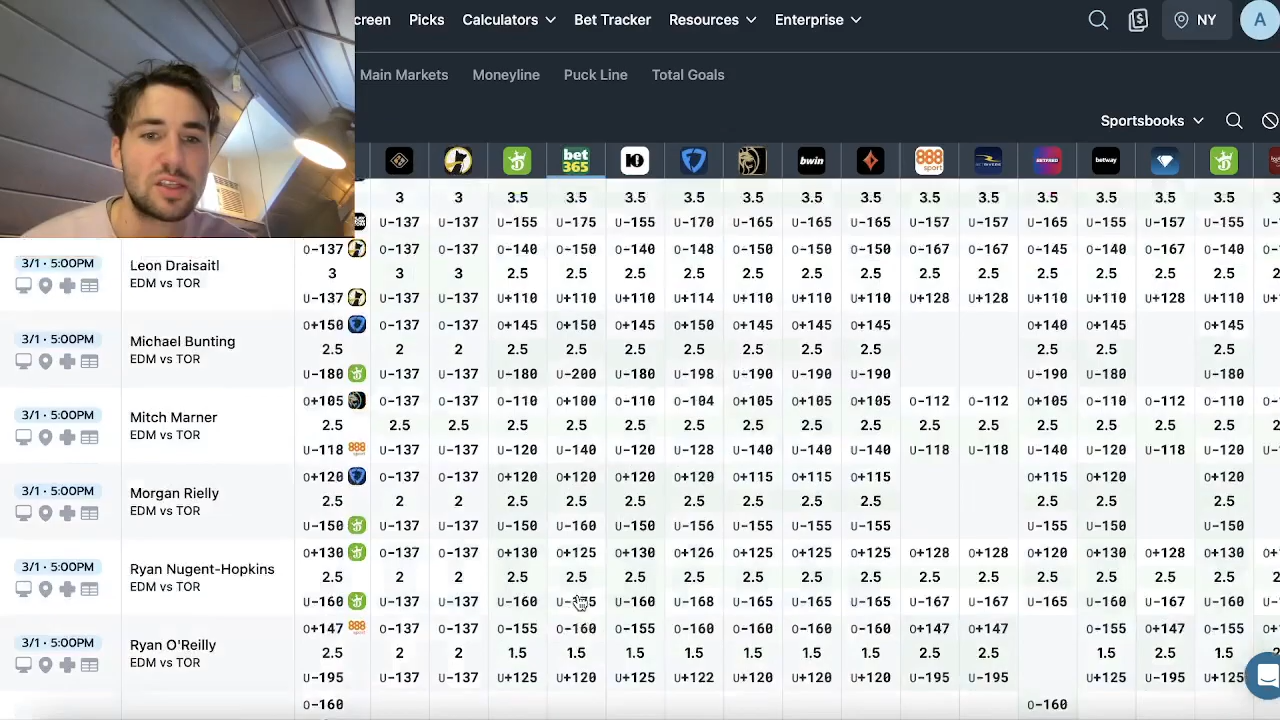 creen Picks Calculators Bet Tracker Resources Enterprise NY A
Main Markets Moneyline Puck Line Total Goals
Sportsbooks
bet365 10 bwin 888sport BETFRED betway
3 3 3.5 3.5 3.5 3.5 3.5 3.5 3.5 3.5 3.5 3.5 3.5 3.5 3.5
U-137 U-137 U-155 U-175 U-155 U-170 U-165 U-165 U-165 U-157 U-157 U-165 U-155 U-157 U-155
O-137 O-137 O-137 O-140 O-150 O-140 O-148 O-150 O-150 O-150 O-167 O-167 O-145 O-140 O-167 O-140 O-
3/1 • 5:00PM Leon Draisaitl
3 3 3 2.5 2.5 2.5 2.5 2.5 2.5 2.5 2.5 2.5 2.5 2.5 2.5 2.5
EDM vs TOR
U-137 U-137 U-137 U+110 U+110 U+110 U+114 U+110 U+110 U+110 U+128 U+128 U+110 U+110 U+128 U+110 U+
O+150 O-137 O-137 O+145 O+150 O+145 O+150 O+145 O+145 O+145 O+140 O+145 O+145
3/1 • 5:00PM Michael Bunting
2.5 2 2 2.5 2.5 2.5 2.5 2.5 2.5 2.5 2.5 2.5 2.5
EDM vs TOR
U-180 U-137 U-137 U-180 U-200 U-180 U-198 U-190 U-190 U-190 U-190 U-180 U-180
O+105 O-137 O-137 O-110 O+100 O-110 O-104 O+105 O+105 O+105 O-112 O-112 O+105 O-110 O-112 O-110 O-
3/1 • 5:00PM Mitch Marner
2.5 2.5 2.5 2.5 2.5 2.5 2.5 2.5 2.5 2.5 2.5 2.5 2.5 2.5 2.5 2.5
EDM vs TOR
U-118 888sport U-137 U-137 U-120 U-140 U-120 U-128 U-140 U-140 U-140 U-118 U-118 U-140 U-120 U-118 U-120
O+120 O-137 O-137 O+120 O+120 O+120 O+120 O+115 O+115 O+115 O+115 O+120 O+120
3/1 • 5:00PM Morgan Rielly
2.5 2 2 2.5 2.5 2.5 2.5 2.5 2.5 2.5 2.5 2.5 2.5
EDM vs TOR
U-150 U-137 U-137 U-150 U-160 U-150 U-156 U-155 U-155 U-155 U-155 U-150 U-150
O+130 O-137 O-137 O+130 O+125 O+130 O+126 O+125 O+125 O+125 O+128 O+128 O+120 O+130 O+128 O+130
3/1 • 5:00PM Ryan Nugent-Hopkins
2.5 2 2 2.5 2.5 2.5 2.5 2.5 2.5 2.5 2.5 2.5 2.5 2.5 2.5 2.5
EDM vs TOR
U-160 U-137 U-137 U-160 U-160 U-168 U-165 U-165 U-165 U-167 U-167 U-165 U-160 U-167 U-160
O+147 888sport O-137 O-137 O-155 O-160 O-155 O-160 O-160 O-160 O-160 O+147 O+147 O-155 O+147 O-155
3/1 • 5:00PM Ryan O'Reilly
2.5 2 2 1.5 1.5 1.5 1.5 1.5 1.5 1.5 2.5 2.5 1.5 2.5 1.5
EDM vs TOR
U-195 U-137 U-137 U+125 U+120 U+125 U+122 U+120 U+120 U+120 U-195 U-195 U+125 U-195 U+125
O-160 O-160